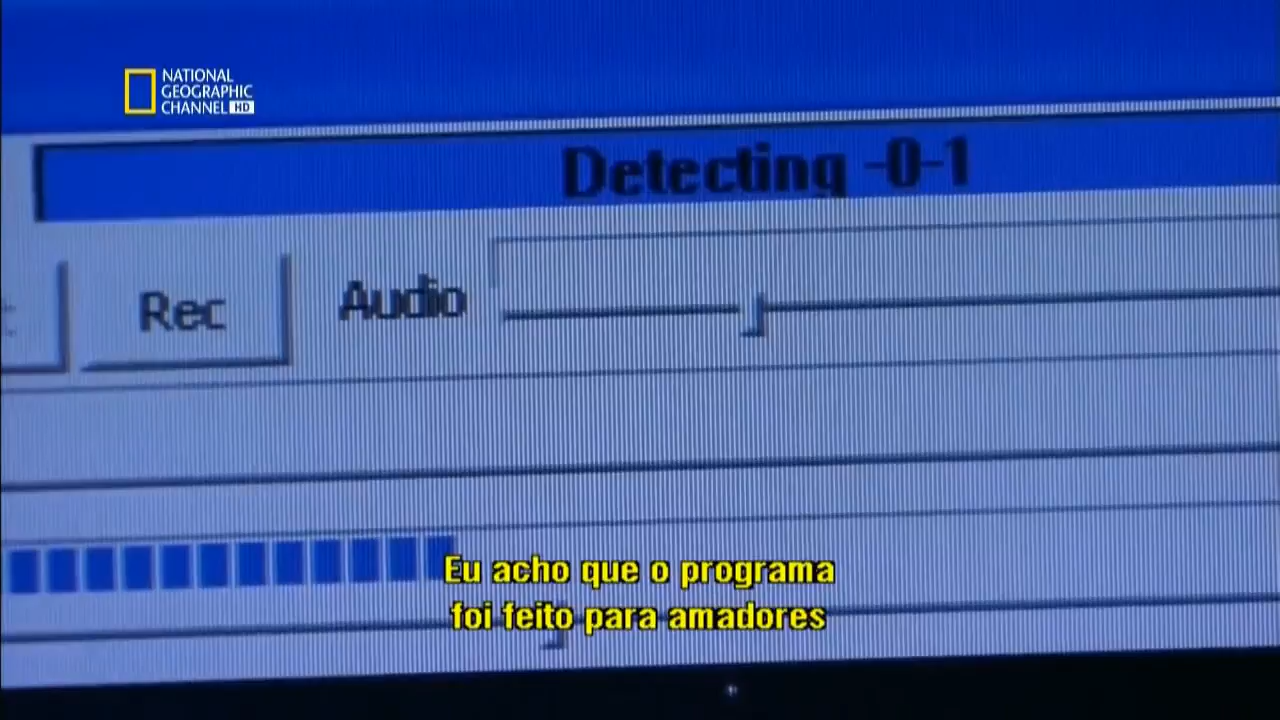 NATIONAL
GEOGRAPHIC
CHANNEL HD
Detecting -0-1
Rec
Audio
Eu acho que o programa
foi feito para amadores